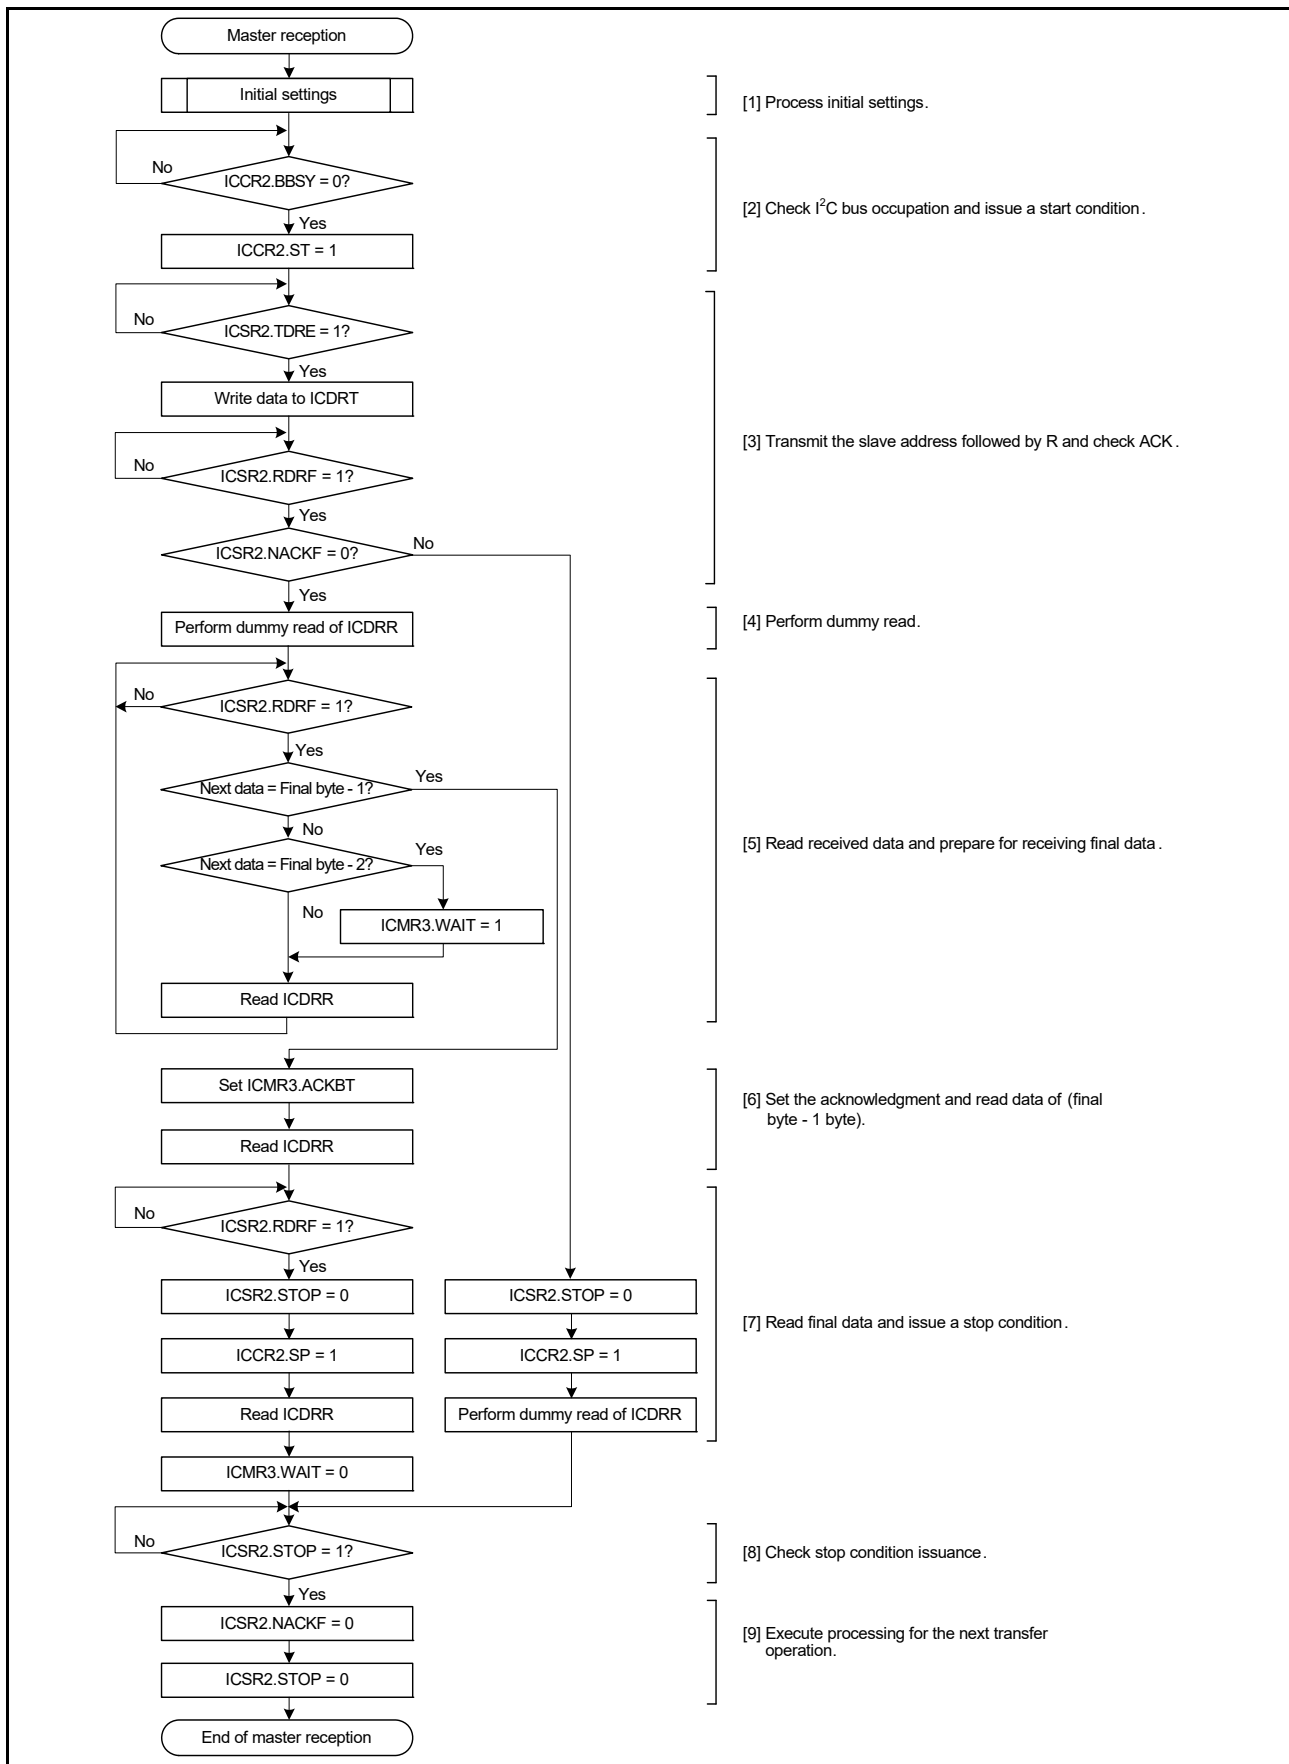 Master reception
Initial settings
[1] Process initial settings.
No
ICCR2.BBSY = 0?
[2] Check I²C bus occupation and issue a start condition.
Yes
ICCR2.ST = 1
No
ICSR2.TDRE = 1?
Yes
Write data to ICDRT
[3] Transmit the slave address followed by R and check ACK.
No
ICSR2.RDRF = 1?
Yes
ICSR2.NACKF = 0?
No
Yes
Perform dummy read of ICDRR
[4] Perform dummy read.
No
ICSR2.RDRF = 1?
Yes
Next data = Final byte - 1?
Yes
No
[5] Read received data and prepare for receiving final data.
Next data = Final byte - 2?
Yes
No
ICMR3.WAIT = 1
Read ICDRR
Set ICMR3.ACKBT
[6] Set the acknowledgment and read data of (final
byte - 1 byte).
Read ICDRR
No
ICSR2.RDRF = 1?
Yes
ICSR2.STOP = 0
ICSR2.STOP = 0
[7] Read final data and issue a stop condition.
ICCR2.SP = 1
ICCR2.SP = 1
Read ICDRR
Perform dummy read of ICDRR
ICMR3.WAIT = 0
No
ICSR2.STOP = 1?
[8] Check stop condition issuance.
Yes
ICSR2.NACKF = 0
[9] Execute processing for the next transfer
operation.
ICSR2.STOP = 0
End of master reception